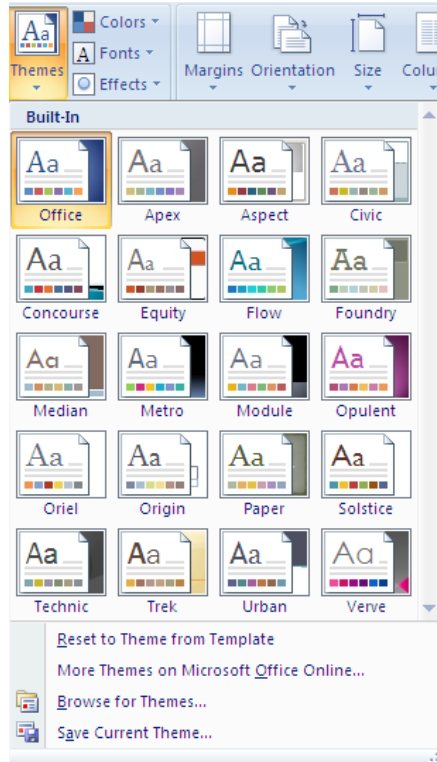 Aa
Colors
A Fonts
Themes
Effects
Margins Orientation Size
Built-In
Aa Aa Aa Aa
Office Apex Aspect Civic
Aa Aa Aa Aa
Concourse Equity Flow Foundry
Aa Aa Aa Aa
Median Metro Module Opulent
Aa Aa Aa Aa
Oriel Origin Paper Solstice
Aa Aa Aa Aa
Technic Trek Urban Verve
Reset to Theme from Template
More Themes on Microsoft Office Online...
Browse for Themes...
Save Current Theme...